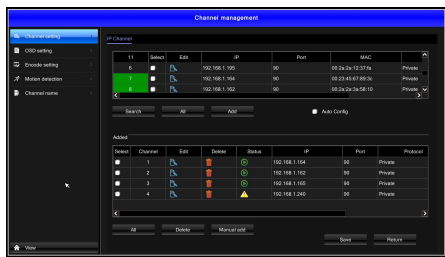 Channel management
Channel setting
OSD setting
Encode setting
Motion detection
Channel name
View
IP Channel
11 Select Edit IP Port MAC
6 192.168.1.195 90 00:2a:2a:12:37:fa Private
7 192.168.1.164 90 00:23:45:67:89:3c Private
8 192.168.1.162 90 00:2a:2a:3a:58:10 Private
Search All Add Auto Config
Added
Select Channel Edit Delete Status IP Port Protocol
1 192.168.1.164 90 Private
2 192.168.1.162 90 Private
3 192.168.1.165 90 Private
4 192.168.1.240 90 Private
All Delete Manual add
Save Return